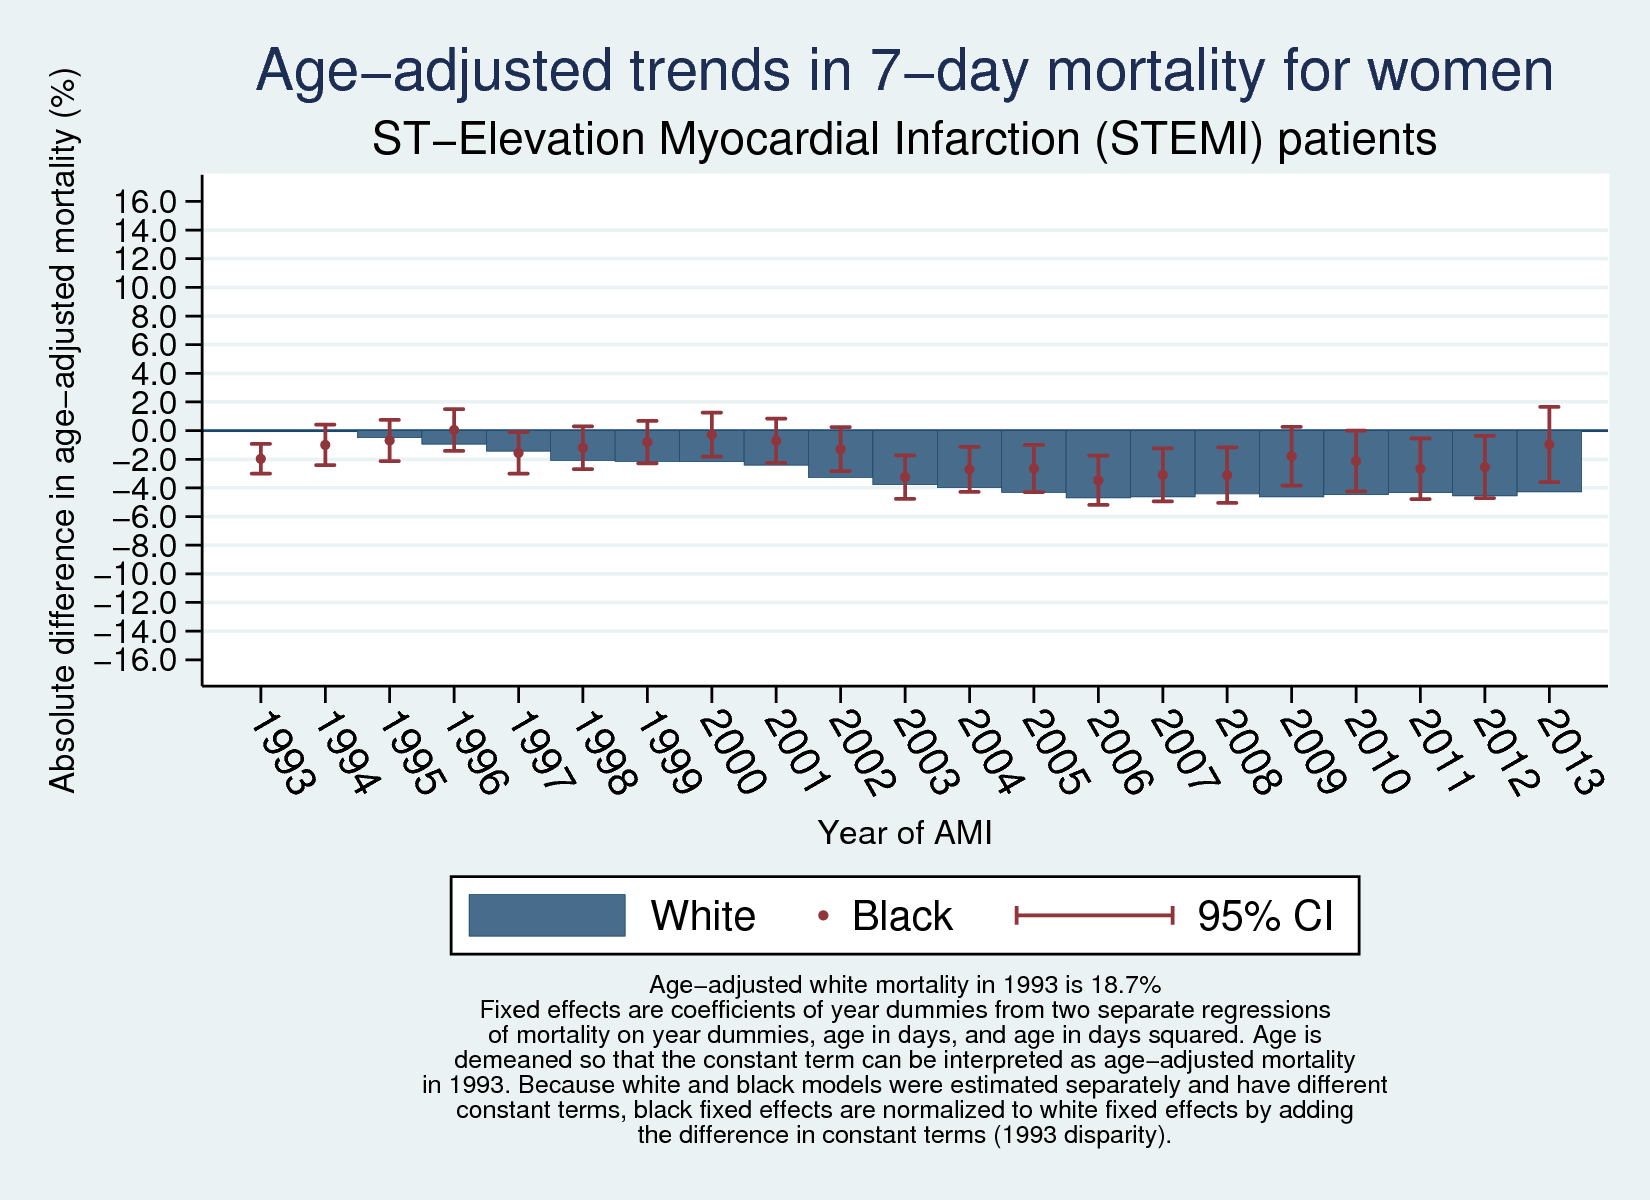 Age−adjusted trends in 7−day mortality for women
ST−Elevation Myocardial Infarction (STEMI) patients
Absolute difference in age−adjusted mortality (%)
16.0
14.0
12.0
10.0
8.0
6.0
4.0
2.0
0.0
−2.0
−4.0
−6.0
−8.0
−10.0
−12.0
−14.0
−16.0
1993 1994 1995 1996 1997 1998 1999 2000 2001 2002 2003 2004 2005 2006 2007 2008 2009 2010 2011 2012 2013
Year of AMI
White Black 95% CI
Age−adjusted white mortality in 1993 is 18.7%
Fixed effects are coefficients of year dummies from two separate regressions
of mortality on year dummies, age in days, and age in days squared. Age is
demeaned so that the constant term can be interpreted as age−adjusted mortality
in 1993. Because white and black models were estimated separately and have different
constant terms, black fixed effects are normalized to white fixed effects by adding
the difference in constant terms (1993 disparity).